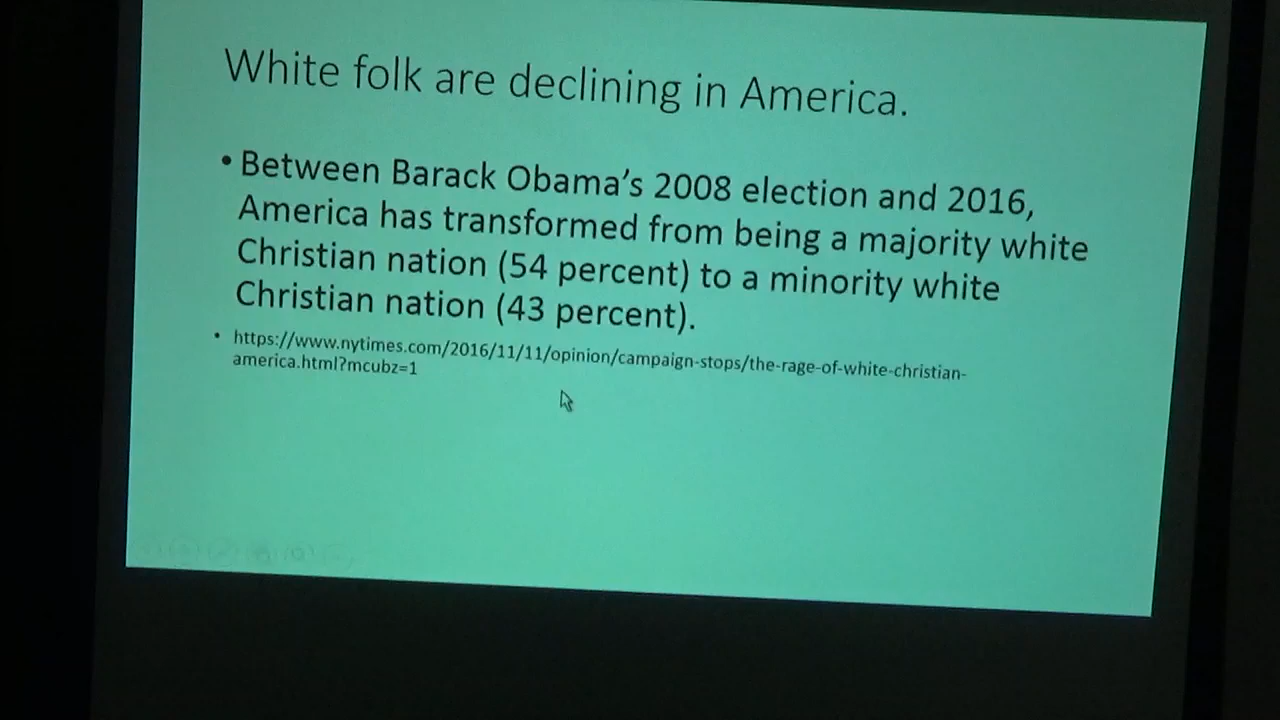 White folk are declining in America.
• Between Barack Obama's 2008 election and 2016,
America has transformed from being a majority white
Christian nation (54 percent) to a minority white
Christian nation (43 percent).
• https://www.nytimes.com/2016/11/11/opinion/campaign-stops/the-rage-of-white-christian-
america.html?mcubz=1